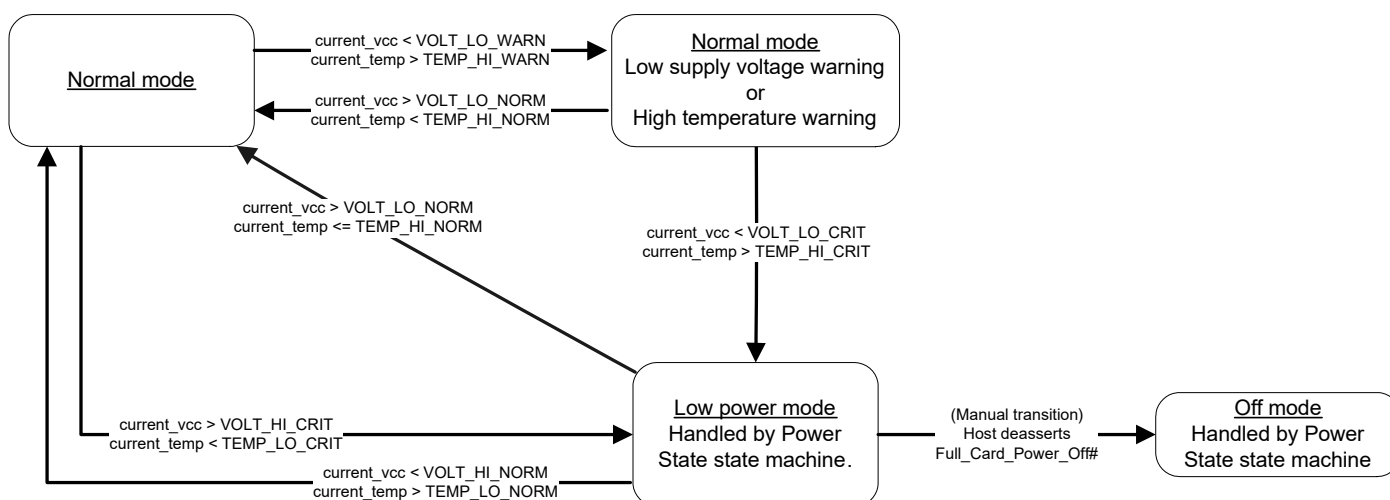 Normal mode
current_vcc < VOLT_LO_WARN
current_temp > TEMP_HI_WARN
current_vcc > VOLT_LO_NORM
current_temp < TEMP_HI_NORM
Normal mode
Low supply voltage warning
or
High temperature warning
current_vcc > VOLT_LO_NORM
current_temp <= TEMP_HI_NORM
current_vcc < VOLT_LO_CRIT
current_temp > TEMP_HI_CRIT
current_vcc > VOLT_HI_CRIT
current_temp < TEMP_LO_CRIT
current_vcc < VOLT_HI_NORM
current_temp > TEMP_LO_NORM
Low power mode
Handled by Power
State state machine.
(Manual transition)
Host deasserts
Full_Card_Power_Off#
Off mode
Handled by Power
State state machine